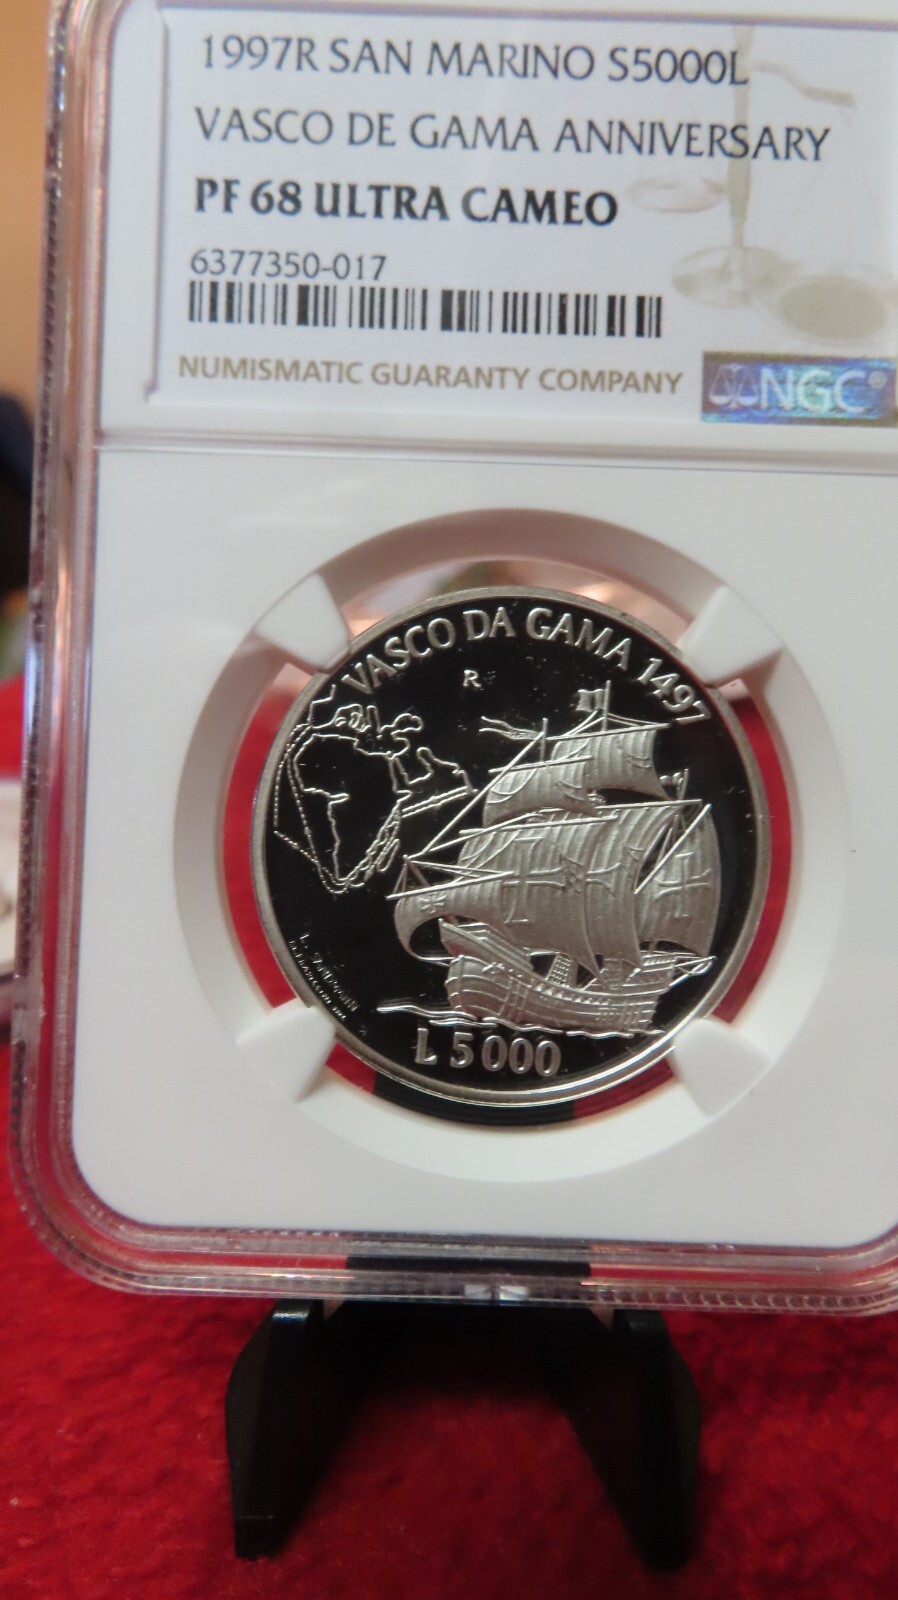 1997R SAN MARINO S5000L
VASCO DE GAMA ANNIVERSARY
PF 68 ULTRA CAMEO
6377350-017
NUMISMATIC GUARANTY COMPANY
NGC®
VASCO DA GAMA 1497
R
L 5000